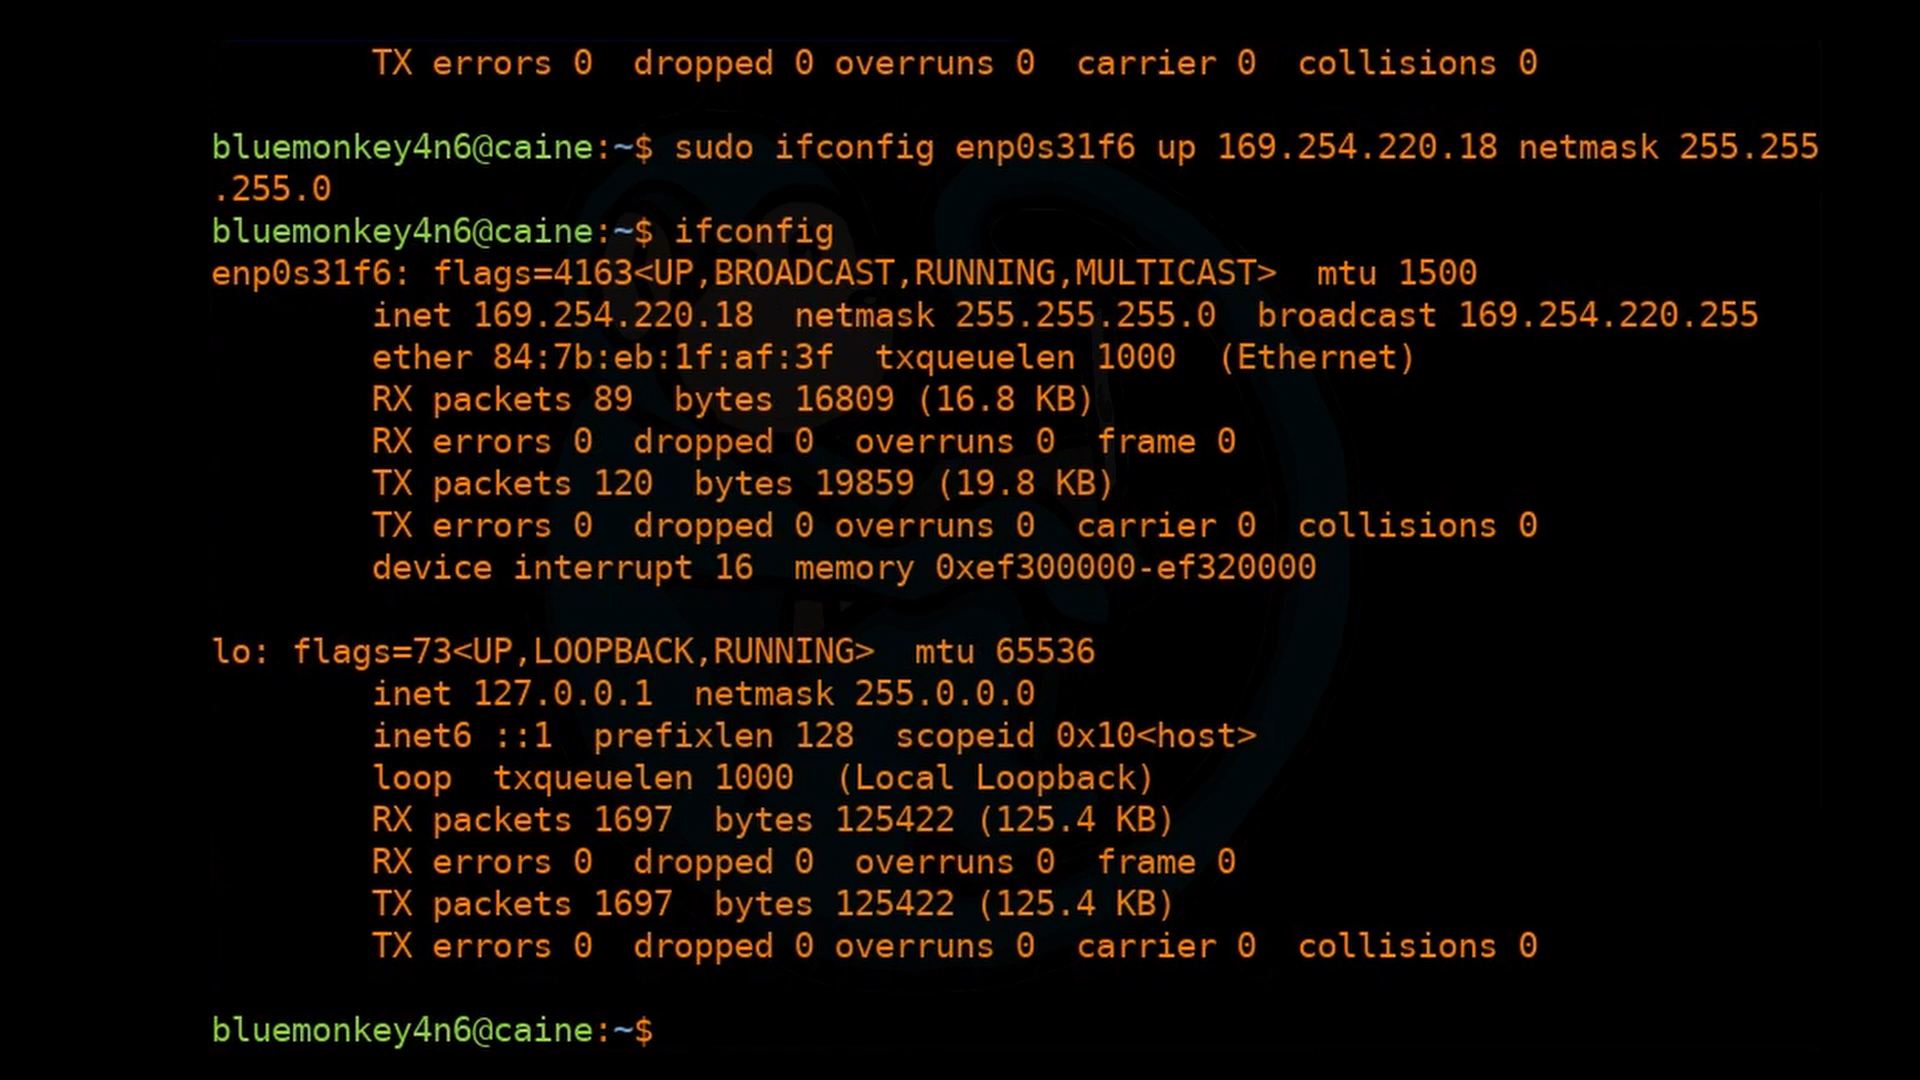 TX errors 0  dropped 0 overruns 0  carrier 0  collisions 0
bluemonkey4n6@caine:~$ sudo ifconfig enp0s31f6 up 169.254.220.18 netmask 255.255
.255.0
bluemonkey4n6@caine:~$ ifconfig
enp0s31f6: flags=4163<UP,BROADCAST,RUNNING,MULTICAST>  mtu 1500
inet 169.254.220.18  netmask 255.255.255.0  broadcast 169.254.220.255
ether 84:7b:eb:1f:af:3f  txqueuelen 1000  (Ethernet)
RX packets 89  bytes 16809 (16.8 KB)
RX errors 0  dropped 0  overruns 0  frame 0
TX packets 120  bytes 19859 (19.8 KB)
TX errors 0  dropped 0 overruns 0  carrier 0  collisions 0
device interrupt 16  memory 0xef300000-ef320000
lo: flags=73<UP,LOOPBACK,RUNNING>  mtu 65536
inet 127.0.0.1  netmask 255.0.0.0
inet6 ::1  prefixlen 128  scopeid 0x10<host>
loop  txqueuelen 1000  (Local Loopback)
RX packets 1697  bytes 125422 (125.4 KB)
RX errors 0  dropped 0  overruns 0  frame 0
TX packets 1697  bytes 125422 (125.4 KB)
TX errors 0  dropped 0 overruns 0  carrier 0  collisions 0
bluemonkey4n6@caine:~$